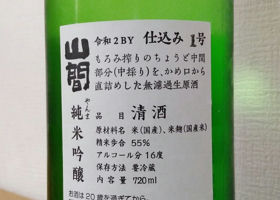 令和2BY 仕込み1号
山間
やんま
純米吟醸
もろみ搾りのちょうど中間
部分(中採り)を、かめ口から
直詰めした無濾過生原酒
品目 清酒
原材料名 米(国産)、米麹(国産米)
精米歩合 55%
アルコール分 16度
保存方法 要冷蔵
内容量 720ml
お酒は20歳を過ぎてから